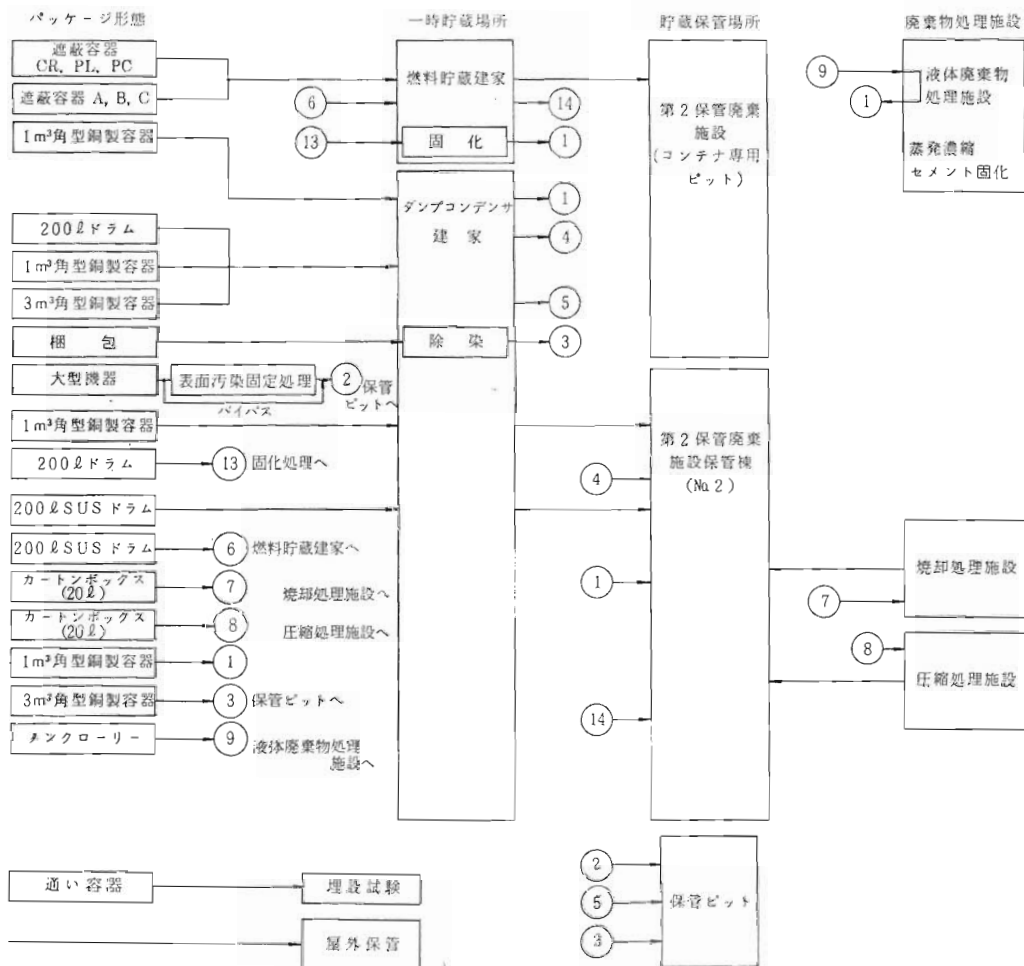 パッケージ形態
一時貯蔵場所
貯蔵保管場所
廃棄物処理施設
遮蔽容器
CR, PL, PC
遮蔽容器 A, B, C
1m³角型銅製容器
200ℓドラム
1m³角型銅製容器
3m³角型銅製容器
梱包
大型機器
表面汚染固定処理
バイパス
②
保管
ピットへ
1m³角型銅製容器
200ℓドラム
⑬
固化処理へ
200ℓSUSドラム
200ℓSUSドラム
⑥
燃料貯蔵建家へ
カートンボックス
(20ℓ)
⑦
焼却処理施設へ
カートンボックス
(20ℓ)
⑧
圧縮処理施設へ
1m³角型銅製容器
①
3m³角型銅製容器
③
保管ピットへ
タンクローリー
⑨
液体廃棄物処理
施設へ
通い容器
埋設試験
屋外保管
燃料貯蔵建家
⑥
⑭
⑬
固化
①
ダンプコンデンサ
建家
①
④
⑤
除染
③
第2保管廃棄
施設
(コンテナ専用
ピット)
第2保管廃棄
施設保管棟
(No.2)
④
①
⑭
②
⑤
③
保管ピット
⑨
①
液体廃棄物
処理施設
蒸発濃縮
セメント固化
焼却処理施設
⑦
⑧
圧縮処理施設